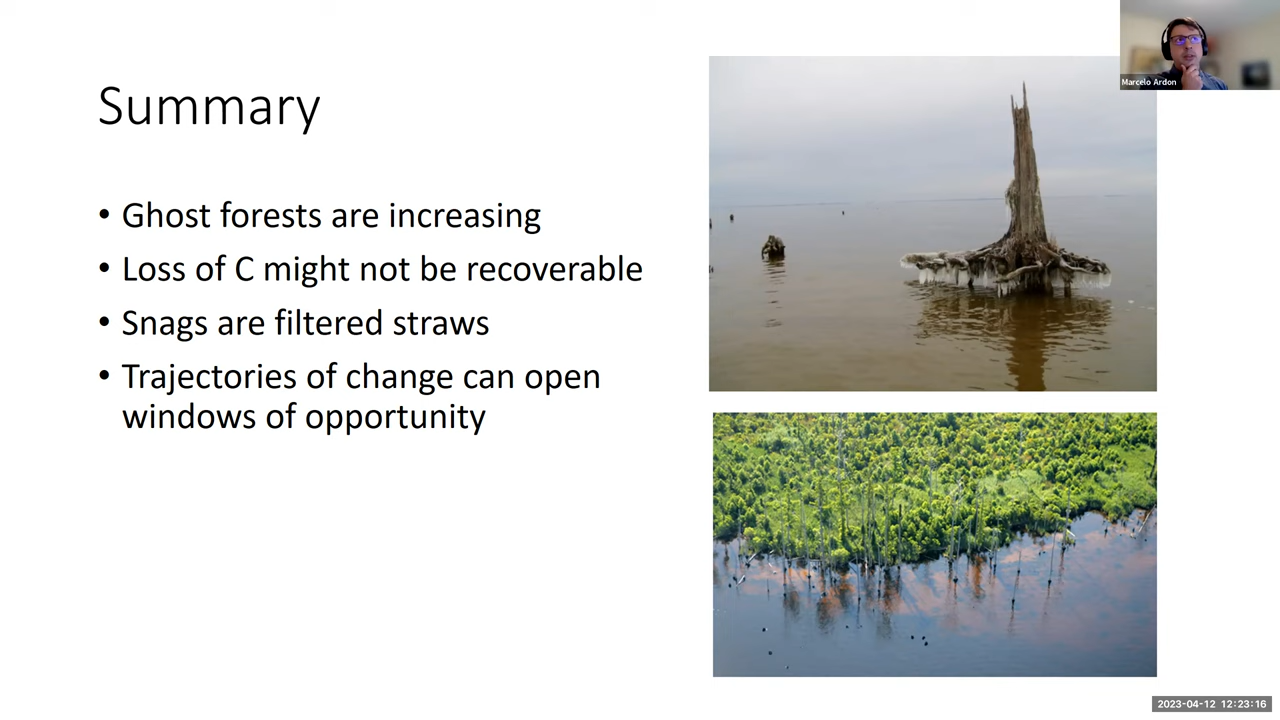 Summary
• Ghost forests are increasing
• Loss of C might not be recoverable
• Snags are filtered straws
• Trajectories of change can open
windows of opportunity
Marcelo Ardon
2023-04-12 12:23:16